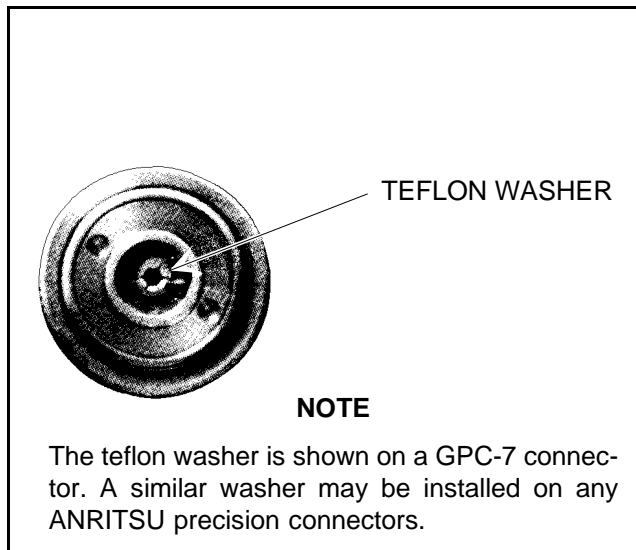 TEFLON WASHER
NOTE
The teflon washer is shown on a GPC-7 connec-
tor. A similar washer may be installed on any
ANRITSU precision connectors.